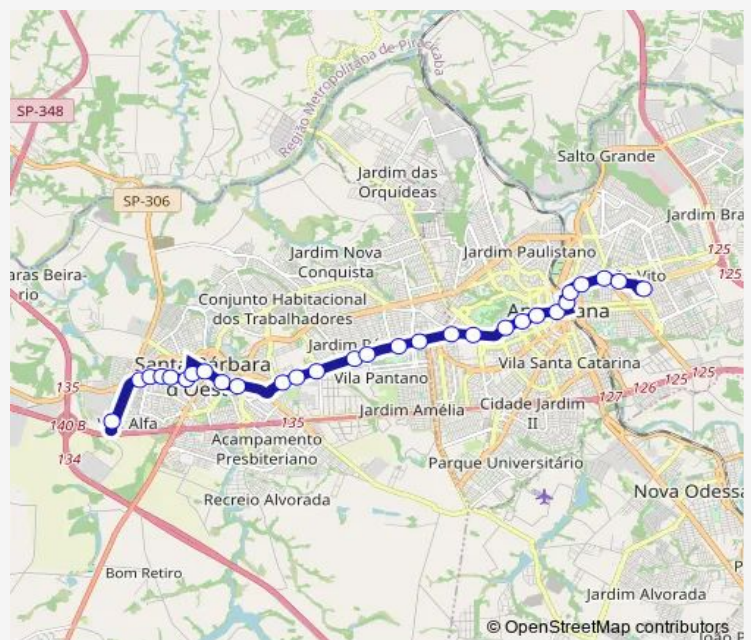 Região Metropolitana de Piracicaba
SP-348
Salto Grande
Jardim das
Orquídeas
SP-306
Jardim
125
Jardim Nova
Conquista
Jardim Paulistano
125
Vito
Beira-
rio
Conjunto Habitacional
dos Trabalhadores
Jardim
Vila Santa Catarina
135
Vila Pantano
127
126
125
125
Jardim Amélia
Cidade Jardim
II
140 B
Alfa
135
134
Acampamento
Presbiteriano
Parque Universitário
Recreio Alvorada
Nova Odessa
Bom Retiro
Jardim Alvorada
© OpenStreetMap contributors